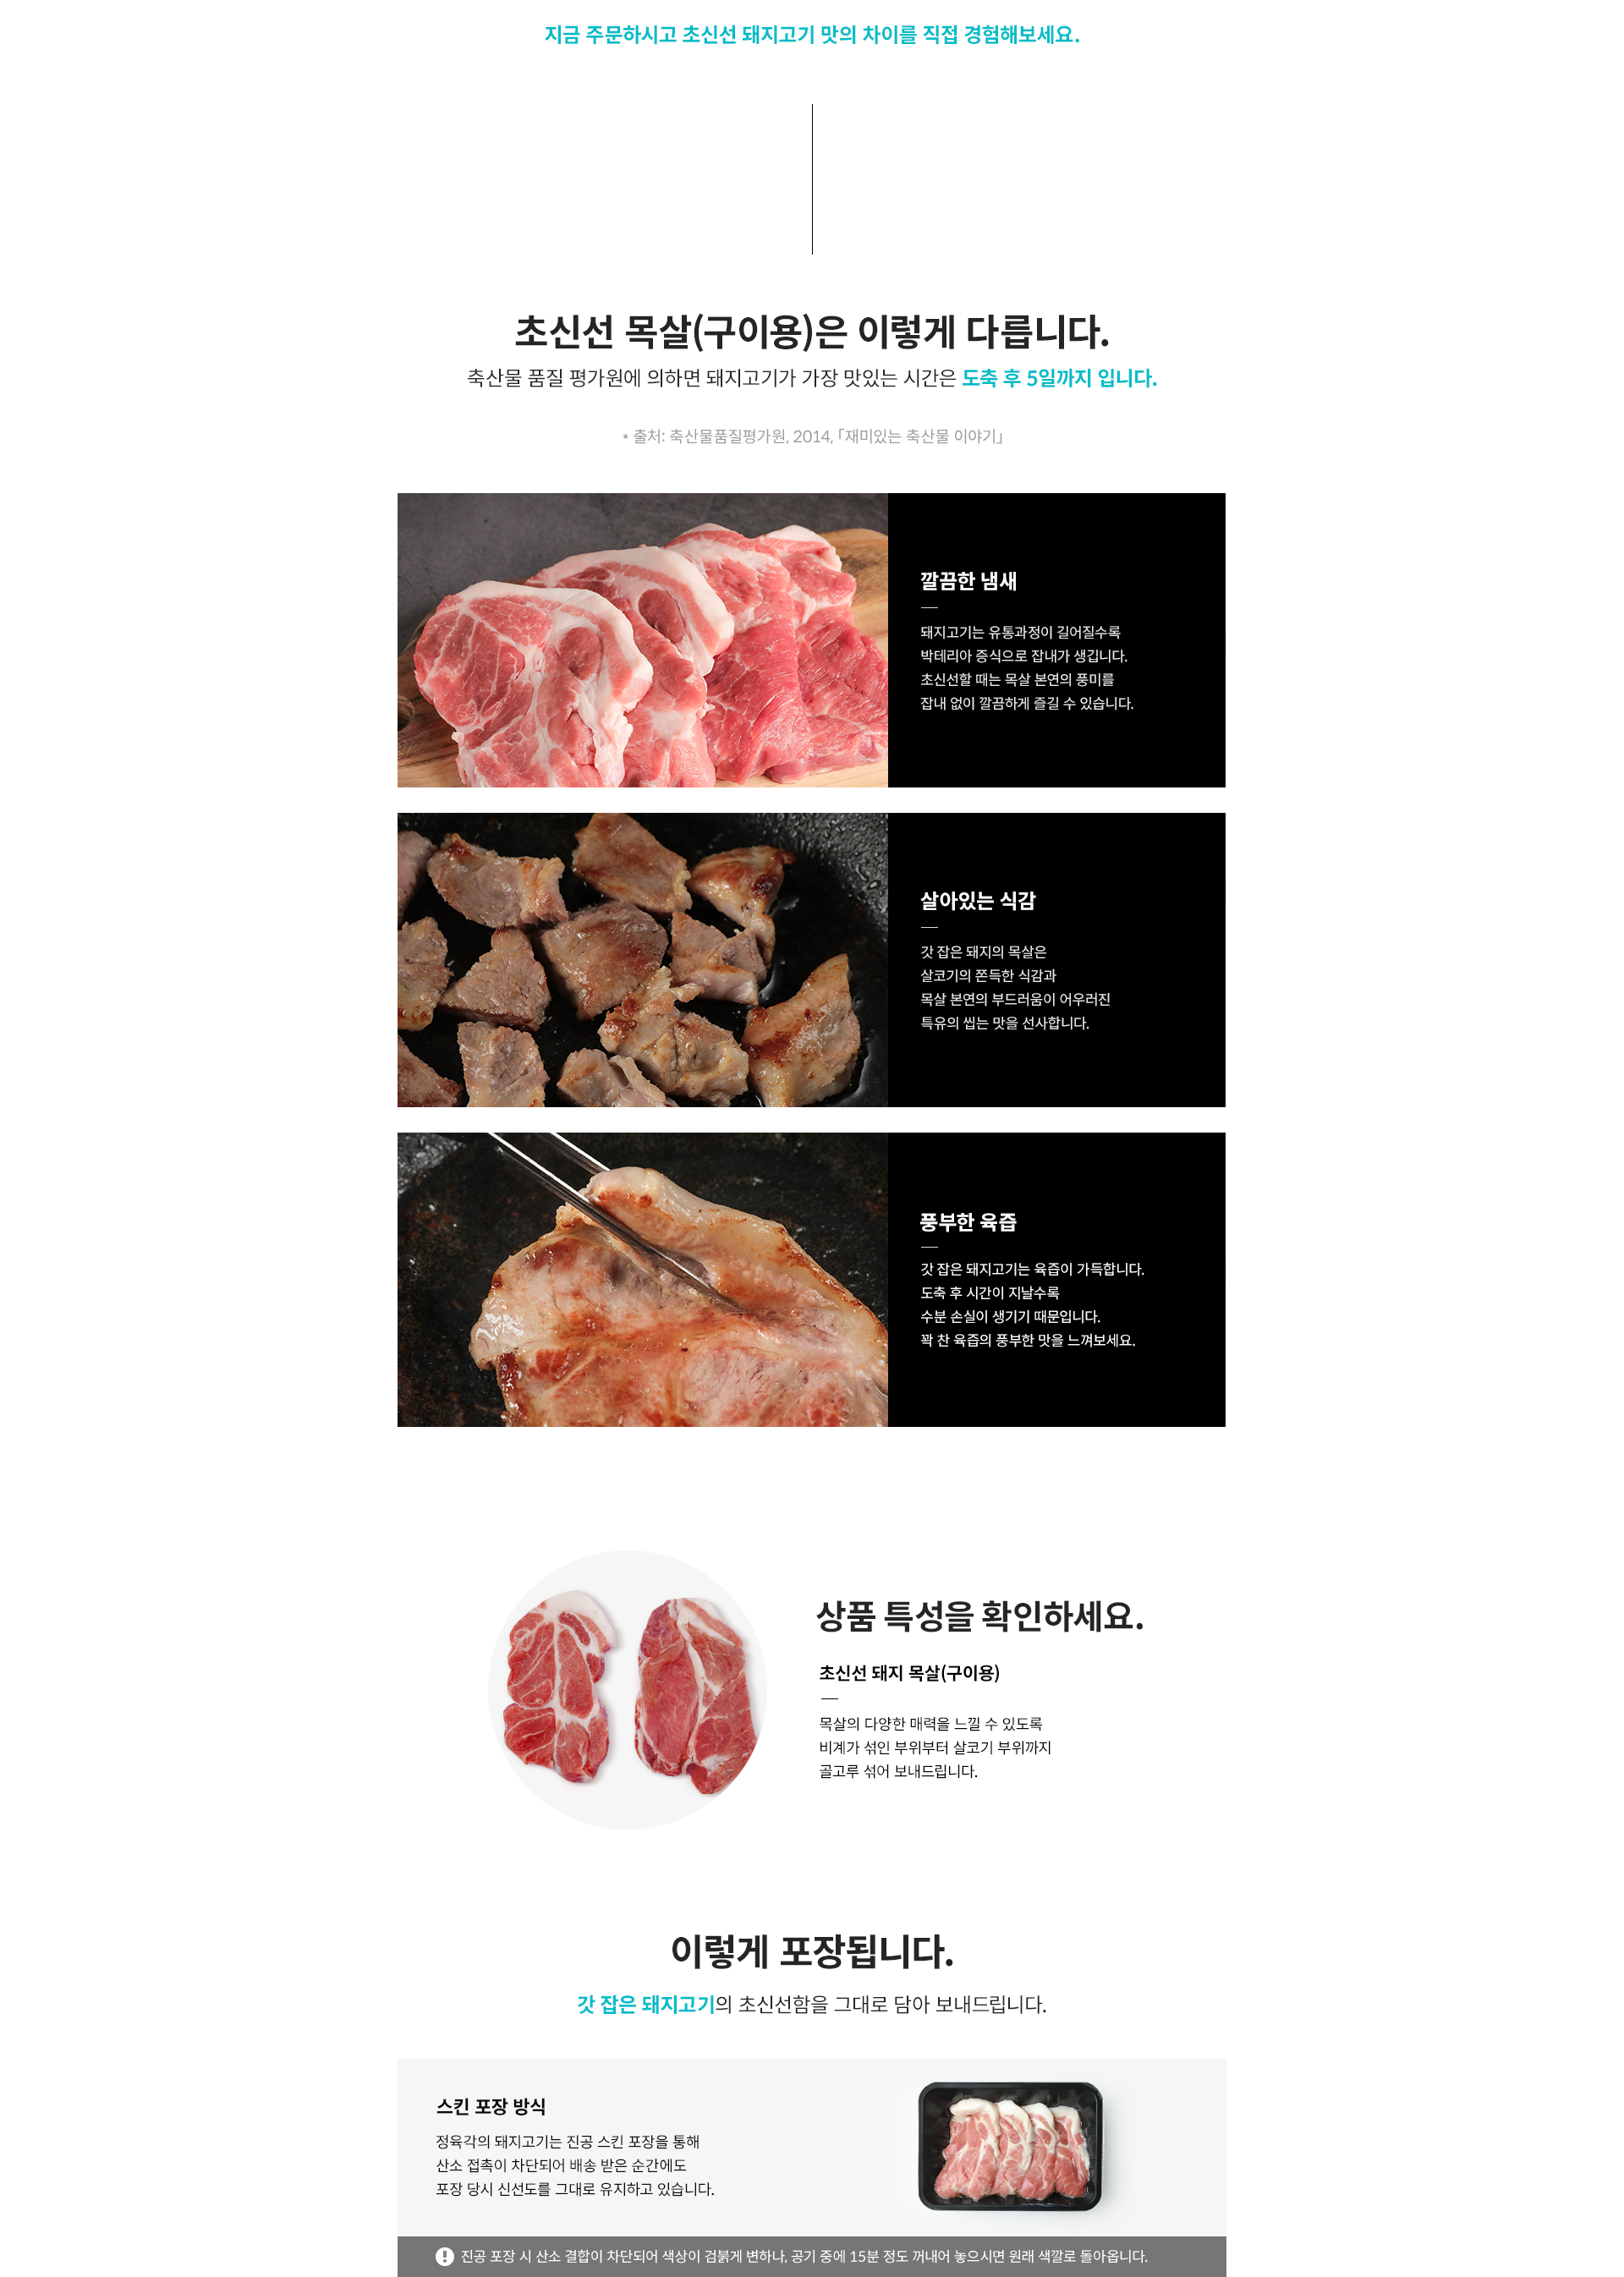 지금 주문하시고 초신선 돼지고기 맛의 차이를 직접 경험해보세요.
초신선 목살(구이용)은 이렇게 다릅니다.
축산물 품질 평가원에 의하면 돼지고기가 가장 맛있는 시간은 도축 후 5일까지 입니다.
* 출처: 축산물품질평가원, 2014, 「재미있는 축산물 이야기」
깔끔한 냄새
돼지고기는 유통과정이 길어질수록
박테리아 증식으로 잡내가 생깁니다.
초신선할 때는 목살 본연의 풍미를
잡내 없이 깔끔하게 즐길 수 있습니다.
살아있는 식감
갓 잡은 돼지의 목살은
살코기의 쫀득한 식감과
목살 본연의 부드러움이 어우러진
특유의 씹는 맛을 선사합니다.
풍부한 육즙
갓 잡은 돼지고기는 육즙이 가득합니다.
도축 후 시간이 지날수록
수분 손실이 생기기 때문입니다.
꽉 찬 육즙의 풍부한 맛을 느껴보세요.
상품 특성을 확인하세요.
초신선 돼지 목살(구이용)
목살의 다양한 매력을 느낄 수 있도록
비계가 섞인 부위부터 살코기 부위까지
골고루 섞어 보내드립니다.
이렇게 포장됩니다.
갓 잡은 돼지고기의 초신선함을 그대로 담아 보내드립니다.
스킨 포장 방식
정육각의 돼지고기는 진공 스킨 포장을 통해
산소 접촉이 차단되어 배송 받은 순간에도
포장 당시 신선도를 그대로 유지하고 있습니다.
진공 포장 시 산소 결합이 차단되어 색상이 검붉게 변하나, 공기 중에 15분 정도 꺼내어 놓으시면 원래 색깔로 돌아옵니다.